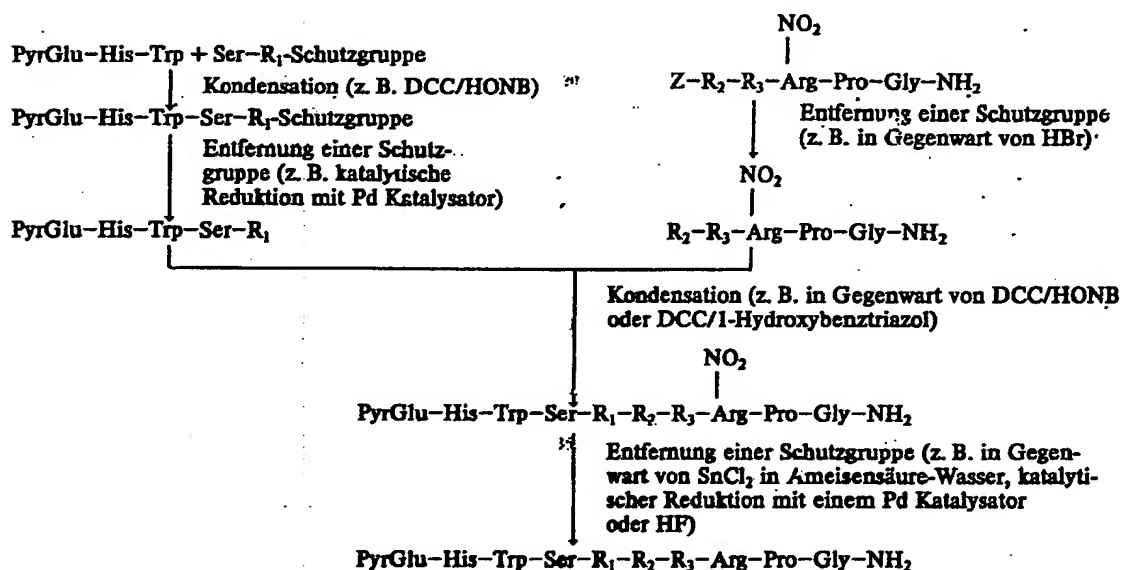 PyrGlu–His–Trp + Ser–R₁-Schutzgruppe
Kondensation (z. B. DCC/HONB)
PyrGlu–His–Trp–Ser–R₁-Schutzgruppe
Entfernung einer Schutz-
gruppe (z. B. katalytische
Reduktion mit Pd Katalysator)
PyrGlu–His–Trp–Ser–R₁
NO₂
Z–R₂–R₃–Arg–Pro–Gly–NH₂
Entfernung einer Schutzgruppe
(z. B. in Gegenwart von HBr)
NO₂
R₂–R₃–Arg–Pro–Gly–NH₂
Kondensation (z. B. in Gegenwart von DCC/HONB
oder DCC/1-Hydroxybenztriazol)
NO₂
PyrGlu–His–Trp–Ser–R₁–R₂–R₃–Arg–Pro–Gly–NH₂
Entfernung einer Schutzgruppe (z. B. in Gegen-
wart von SnCl₂ in Ameisensäure-Wasser, katalyti-
scher Reduktion mit einem Pd Katalysator
oder HF)
PyrGlu–His–Trp–Ser–R₁–R₂–R₃–Arg–Pro–Gly–NH₂